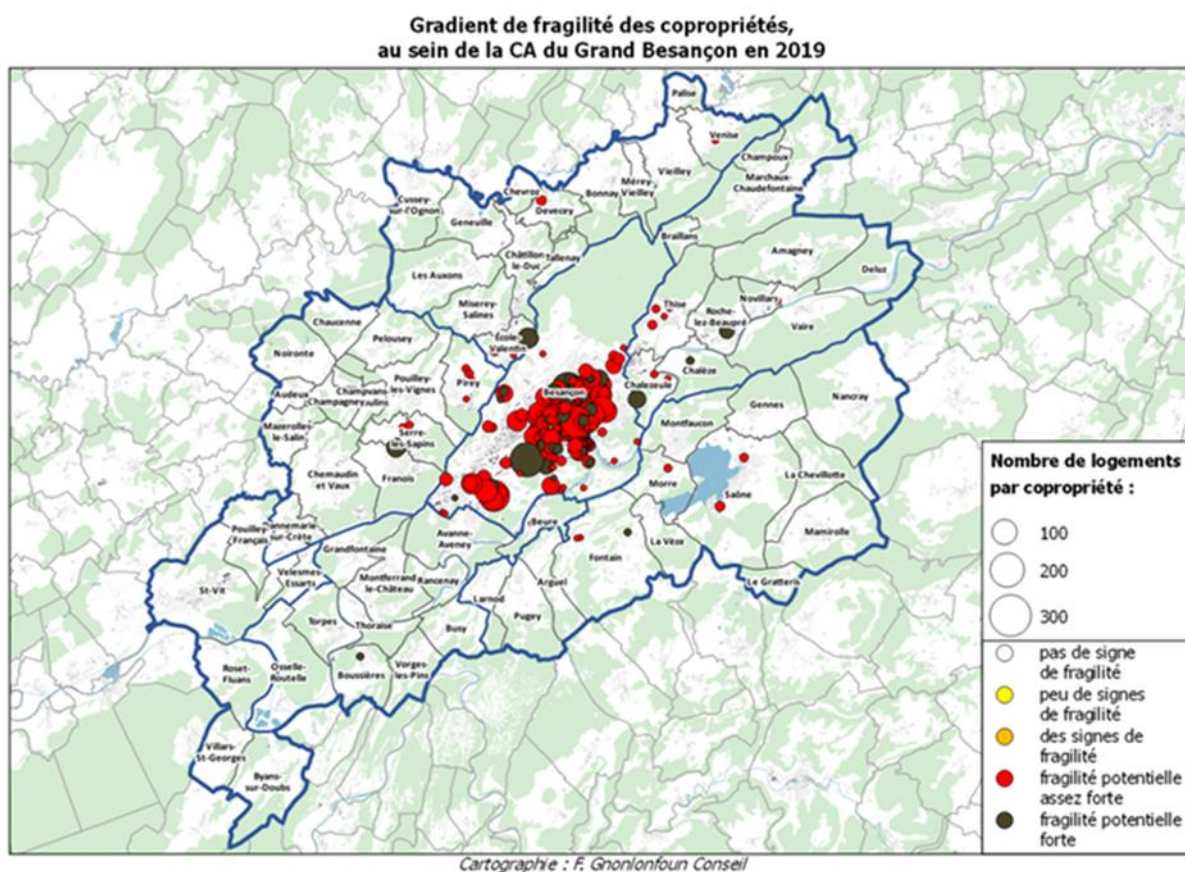 Gradient de fragilité des copropriétés,
au sein de la CA du Grand Besançon en 2019
Palise
Venise
Champoux
Vieilley
Mérey-
Vieilley
Marchaux-
Chaudefontaine
Bonnay
Chevroz
Devecey
Cussey-
sur-l'Ognon
Geneuille
Braillans
Châtillon
le-Duc
Tallenay
Amagney
Deluz
Les Auxons
Miserey-
Salines
Thise
Novillars
Roche-
lez-Beaupré
Vaire
Chaucenne
Pelousey
École
Valentin
Noironte
Chalèze
Pirey
Pouilley-
les-Vignes
Chalezeule
Besançon
Audeux
Champvans-
Champagney
Nancray
Gennes
Mazerolles-
le-Salin
Montfaucon
Serre-
les-Sapins
Chemaudin
et Vaux
Franois
La Chevillotte
Morre
Saône
Pouilley-
Français
Dannemarie-
sur-Crète
Beure
Avanne-
Aveney
Mamirolle
Grandfontaine
La Vèze
Fontain
Velesmes-
Essarts
St-Vit
Montferrand-
le-Château
Rancenay
Arguel
Le Gratteris
Larnod
Pugey
Torpes
Thoraise
Busy
Roset-
Fluans
Osselle-
Routelle
Boussières
Vorges-
les-Pins
Villars-
St-Georges
Byans-
sur-Doubs
Nombre de logements
par copropriété :
100
200
300
pas de signe
de fragilité
peu de signes
de fragilité
des signes de
fragilité
fragilité potentielle
assez forte
fragilité potentielle
forte
Cartographie : F. Gnonlonfoun Conseil